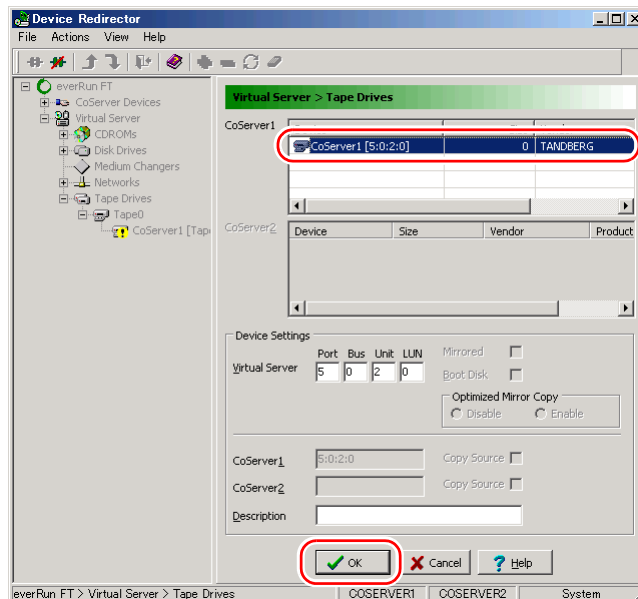 Device Redirector
File Actions View Help
everRun FT
CoServer Devices
Virtual Server
CDROMs
Disk Drives
Medium Changers
Networks
Tape Drives
Tape0
CoServer1 [Tap
Virtual Server > Tape Drives
CoServer1
CoServer1 [5:0:2:0] 0 TANDBERG
CoServer2
Device Size Vendor Product
Device Settings
Port Bus Unit LUN
Virtual Server 5 0 2 0
Mirrored
Boot Disk
Optimized Mirror Copy
Disable Enable
CoServer1 5:0:2:0 Copy Source
CoServer2 Copy Source
Description
OK Cancel Help
everRun FT > Virtual Server > Tape Drives COSERVER1 COSERVER2 System